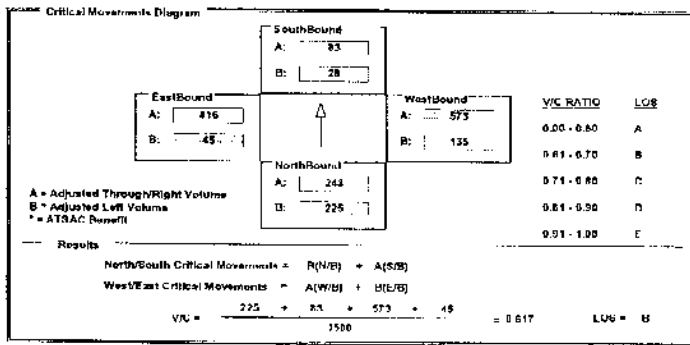 Critical Movements Diagram
SouthBound
A: 83
B: 28
EastBound
A: 416
B: 45
WestBound
A: 573
B: 135
NorthBound
A: 243
B: 225
V/C RATIO LOS
0.00 - 0.60 A
0.61 - 0.70 B
0.71 - 0.80 C
0.81 - 0.90 D
0.91 - 1.00 E
A = Adjusted Through/Right Volume
B = Adjusted Left Volume
* = ATSAC Benefit
Results
North/South Critical Movements = B(N/B) + A(S/B)
West/East Critical Movements = A(W/B) + B(E/B)
225 + 83 + 573 + 45
V/C = = 0.617 LOS = B
1500